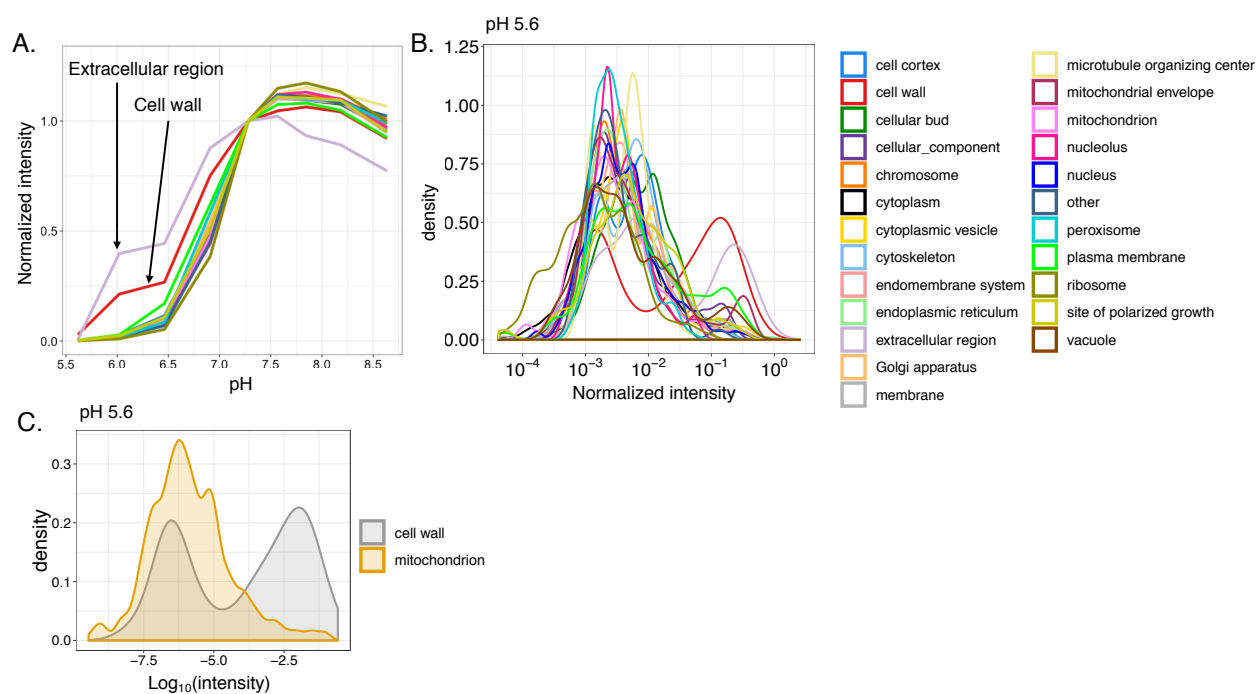 A.
Extracellular region
Cell wall
Normalized intensity
1.0
0.5
0.0
5.5 6.0 6.5 7.0 7.5 8.0 8.5
pH
pH 5.6
B.
density
1.25
1.00
0.75
0.50
0.25
0.00
10⁻⁴ 10⁻³ 10⁻² 10⁻¹ 10⁰
Normalized intensity
cell cortex
cell wall
cellular bud
cellular_component
chromosome
cytoplasm
cytoplasmic vesicle
cytoskeleton
endomembrane system
endoplasmic reticulum
extracellular region
Golgi apparatus
membrane
microtubule organizing center
mitochondrial envelope
mitochondrion
nucleolus
nucleus
other
peroxisome
plasma membrane
ribosome
site of polarized growth
vacuole
pH 5.6
C.
density
0.3
0.2
0.1
0.0
−7.5 −5.0 −2.5
Log₁₀(intensity)
cell wall
mitochondrion